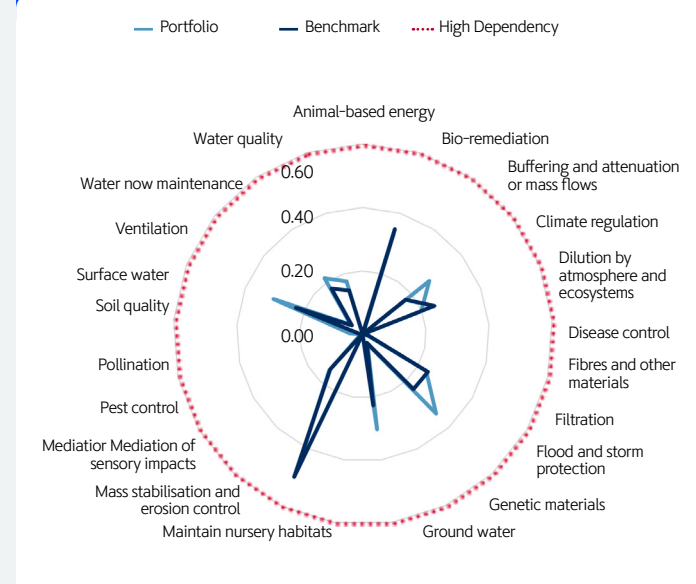 Portfolio
Benchmark
High Dependency
Animal-based energy
Water quality
Bio-remediation
Buffering and attenuation
or mass flows
Water now maintenance
Climate regulation
Ventilation
Dilution by
atmosphere and
ecosystems
Surface water
Soil quality
Disease control
Pollination
Fibres and other
materials
Pest control
Filtration
Mediatior Mediation of
sensory impacts
Flood and storm
protection
Mass stabilisation and
erosion control
Genetic materials
Maintain nursery habitats
Ground water
0.60
0.40
0.20
0.00